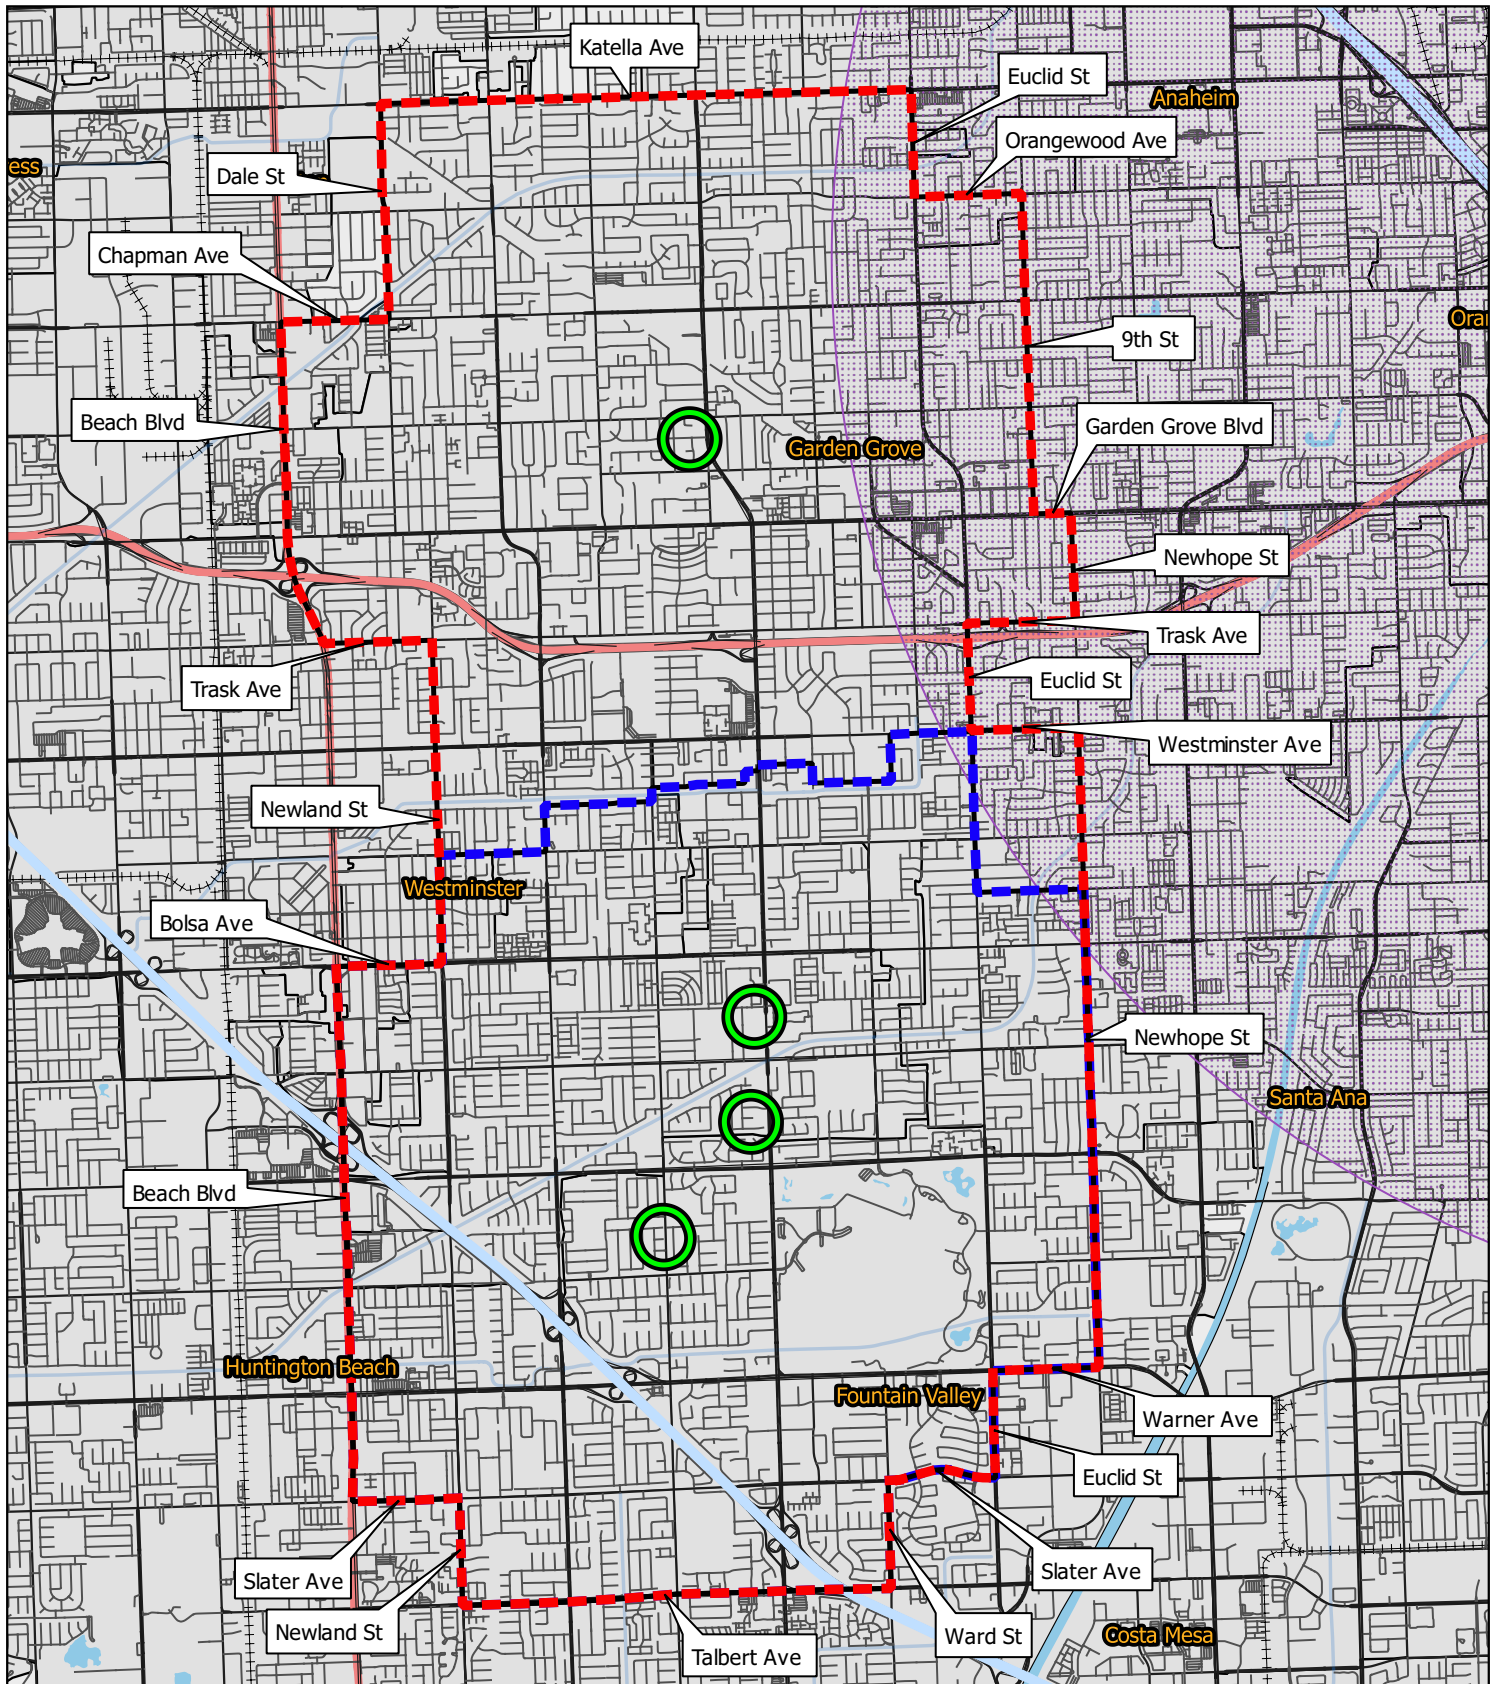 Katella Ave
Euclid St
Anaheim
Orangewood Ave
ess
Dale St
Chapman Ave
Oran
9th St
Beach Blvd
Garden Grove Blvd
Garden Grove
Newhope St
Trask Ave
Trask Ave
Euclid St
Westminster Ave
Newland St
Westminster
Bolsa Ave
Newhope St
Santa Ana
Beach Blvd
Huntington Beach
Fountain Valley
Warner Ave
Euclid St
Slater Ave
Slater Ave
Newland St
Ward St
Costa Mesa
Talbert Ave